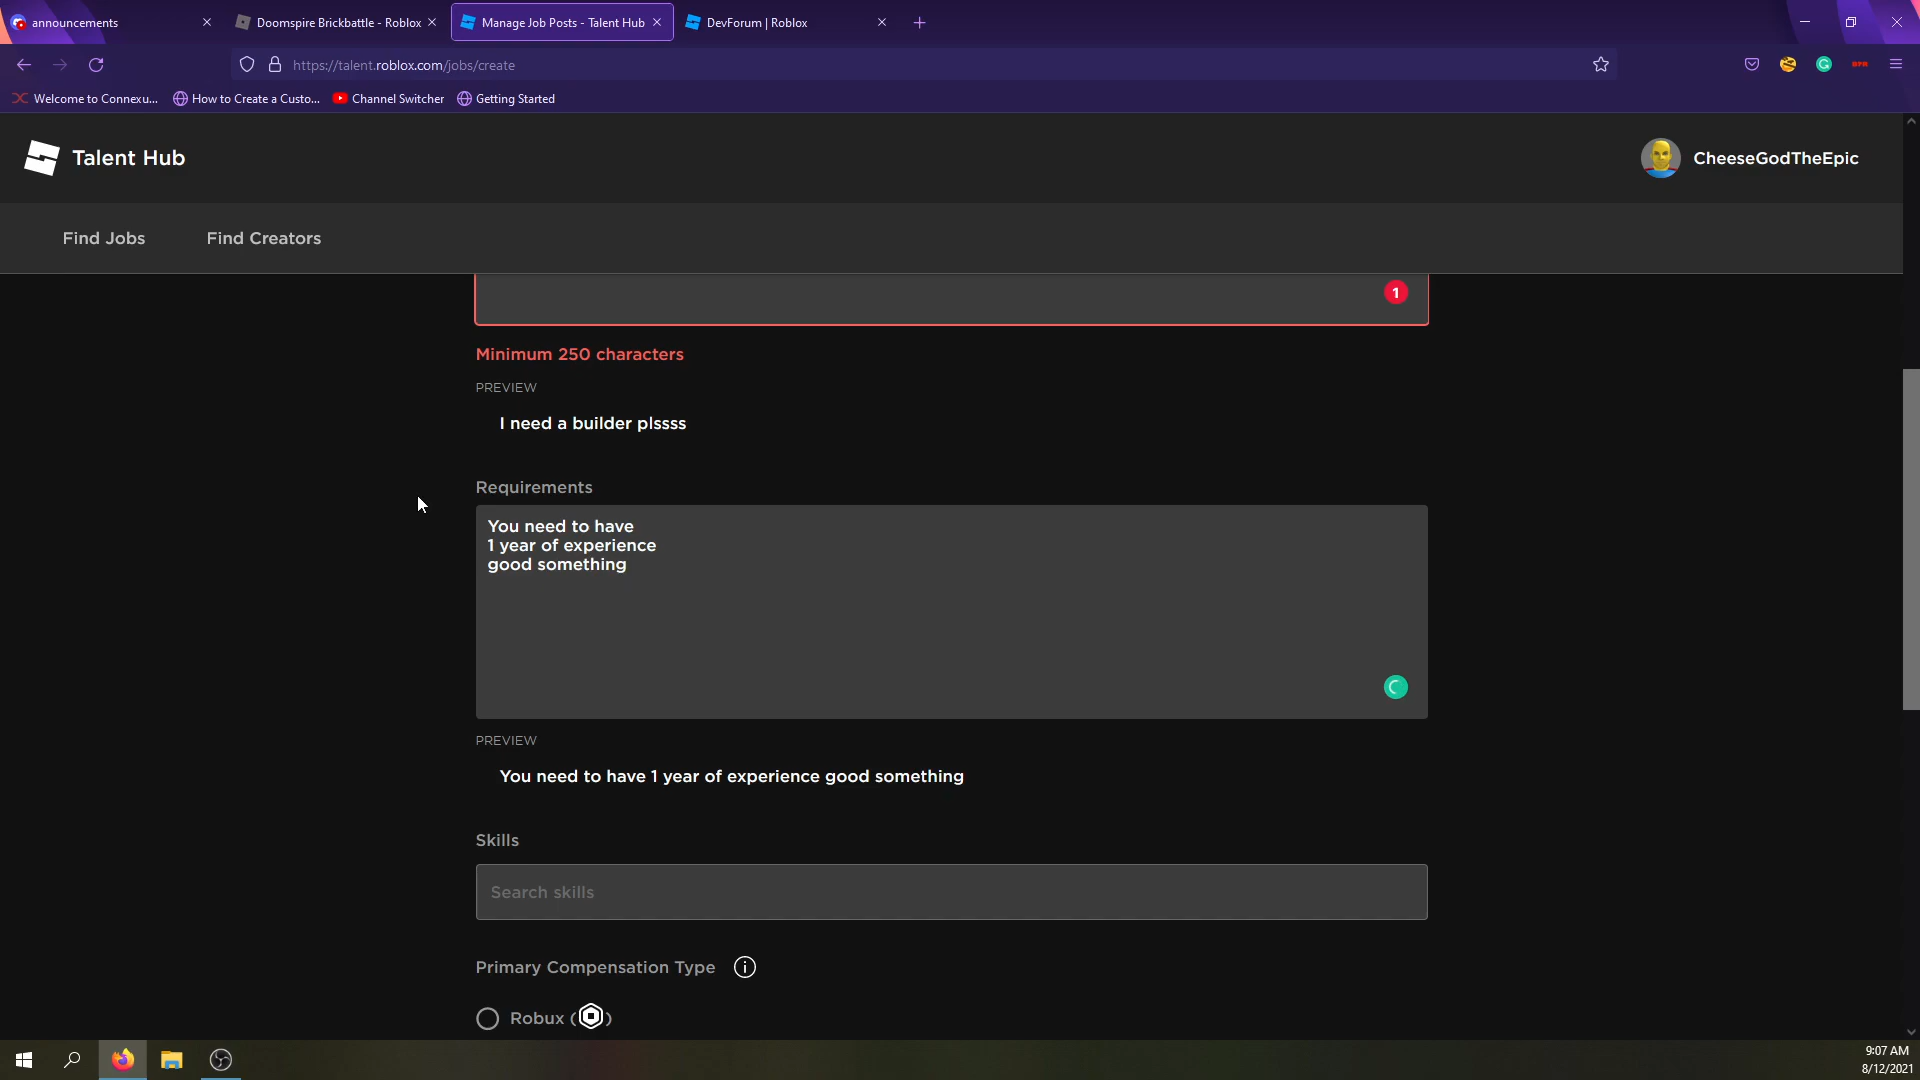 announcements
Doomspire Brickbattle - Roblox
Manage Job Posts - Talent Hub
DevForum | Roblox
https://talent.roblox.com/jobs/create
Welcome to Connexu...
How to Create a Custo...
Channel Switcher
Getting Started
Talent Hub
CheeseGodTheEpic
Find Jobs
Find Creators
1
Minimum 250 characters
PREVIEW
I need a builder plssss
Requirements
You need to have
1 year of experience
good something
PREVIEW
You need to have 1 year of experience good something
Skills
Search skills
Primary Compensation Type
Robux ( )
9:07 AM
8/12/2021